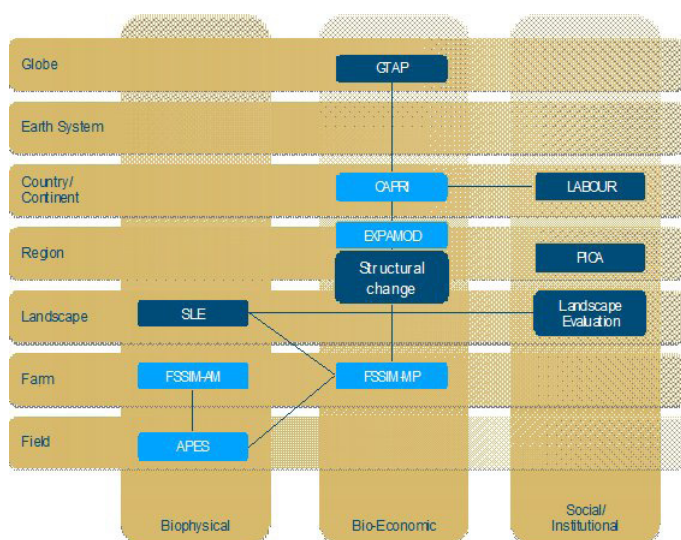 Globe
GTAP
Earth System
Country/
Continent
CAPRI
LABOUR
EXPAMOD
Region
Structural
change
PICA
Landscape
SLE
Landscape
Evaluation
Farm
FSSIM-AM
FSSIM-MP
Field
APES
Biophysical
Bio-Economic
Social/
Institutional